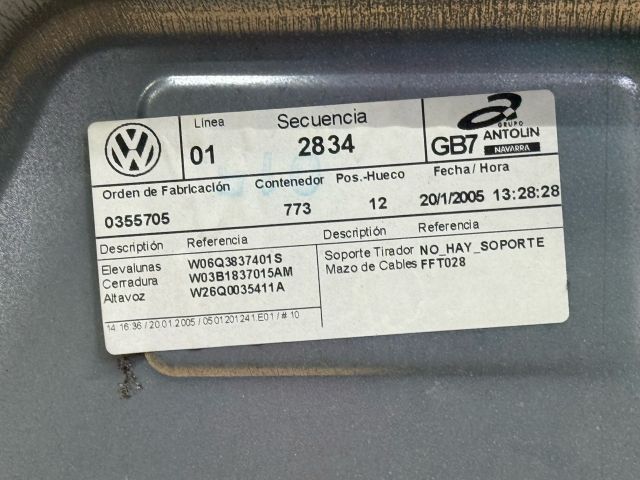 Línea
Secuencia
GRUPO
ANTOLIN
NAVARRA
01
2834
GB7
Orden de Fabricación
Contenedor
Pos.-Hueco
Fecha/ Hora
0355705
773
12
20/1/2005 13:28:28
Descriptión Referencia
Descriptión Referencia
Elevalunas W06Q3837401S
Cerradura W03B1837015AM
Altavoz W26Q0035411A
Soporte Tirador NO_HAY_SOPORTE
Mazo de Cables FFT028
14:16:36 / 20.01.2005 / 0501201241.E01 / # 10